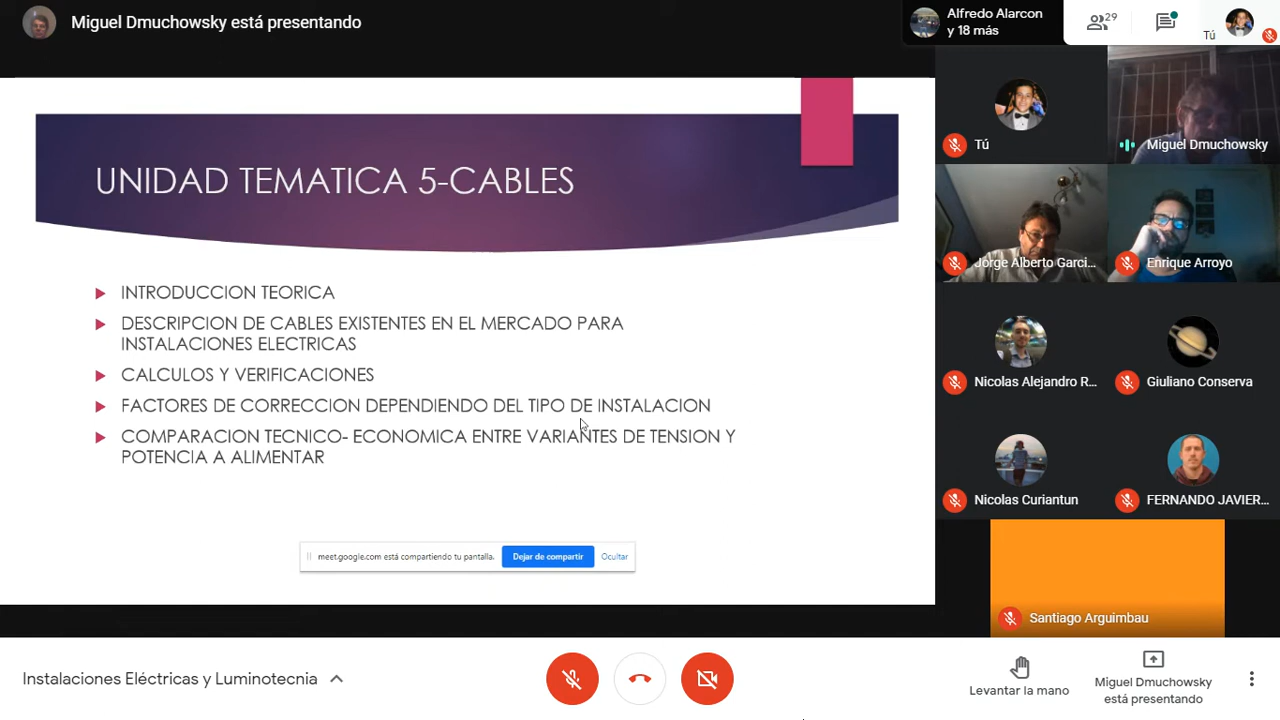 Miguel Dmuchowsky está presentando
Alfredo Alarcon
y 18 más
29
Tú
UNIDAD TEMATICA 5-CABLES
INTRODUCCION TEORICA
DESCRIPCION DE CABLES EXISTENTES EN EL MERCADO PARA
INSTALACIONES ELECTRICAS
CALCULOS Y VERIFICACIONES
FACTORES DE CORRECCION DEPENDIENDO DEL TIPO DE INSTALACION
COMPARACION TECNICO- ECONOMICA ENTRE VARIANTES DE TENSION Y
POTENCIA A ALIMENTAR
meet.google.com está compartiendo tu pantalla.
Dejar de compartir
Ocultar
Tú
Miguel Dmuchowsky
Jorge Alberto Garci...
Enrique Arroyo
Nicolas Alejandro R...
Giuliano Conserva
Nicolas Curiantun
FERNANDO JAVIER...
Santiago Arguimbau
Instalaciones Eléctricas y Luminotecnia
Levantar la mano
Miguel Dmuchowsky
está presentando